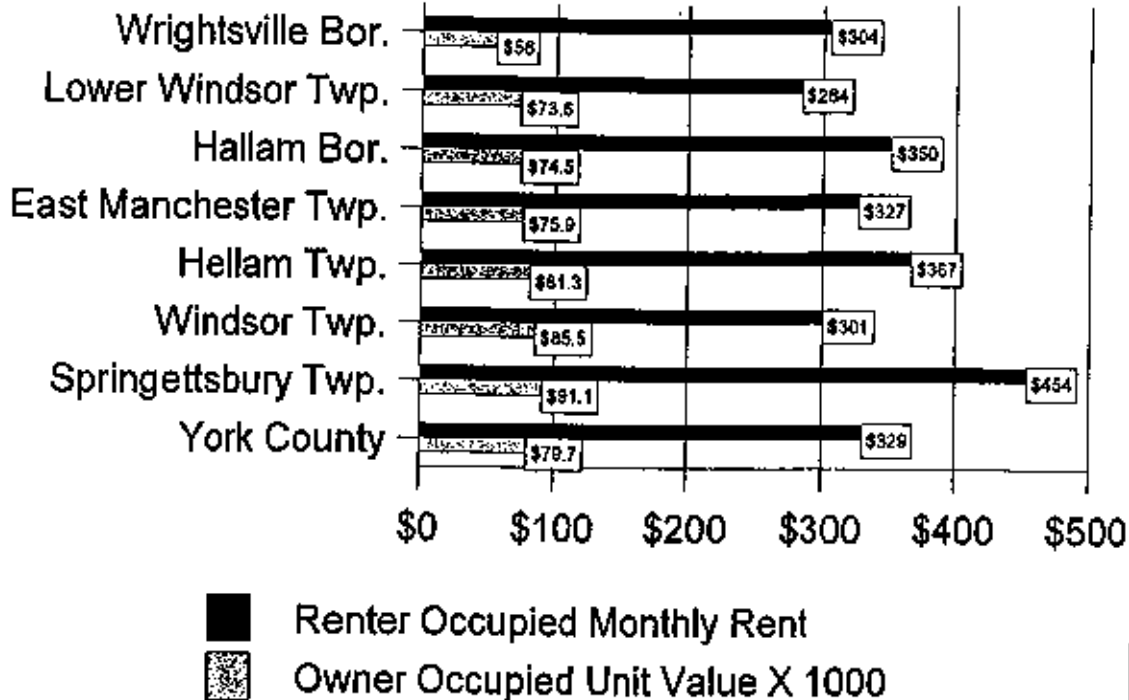 Wrightsville Bor. $304
$56
Lower Windsor Twp. $284
$73.6
Hallam Bor. $350
$74.5
East Manchester Twp. $327
$75.9
Hellam Twp. $367
$81.3
Windsor Twp. $301
$85.5
Springettsbury Twp. $454
$91.1
York County $329
$79.7
$0 $100 $200 $300 $400 $500
Renter Occupied Monthly Rent
Owner Occupied Unit Value X 1000